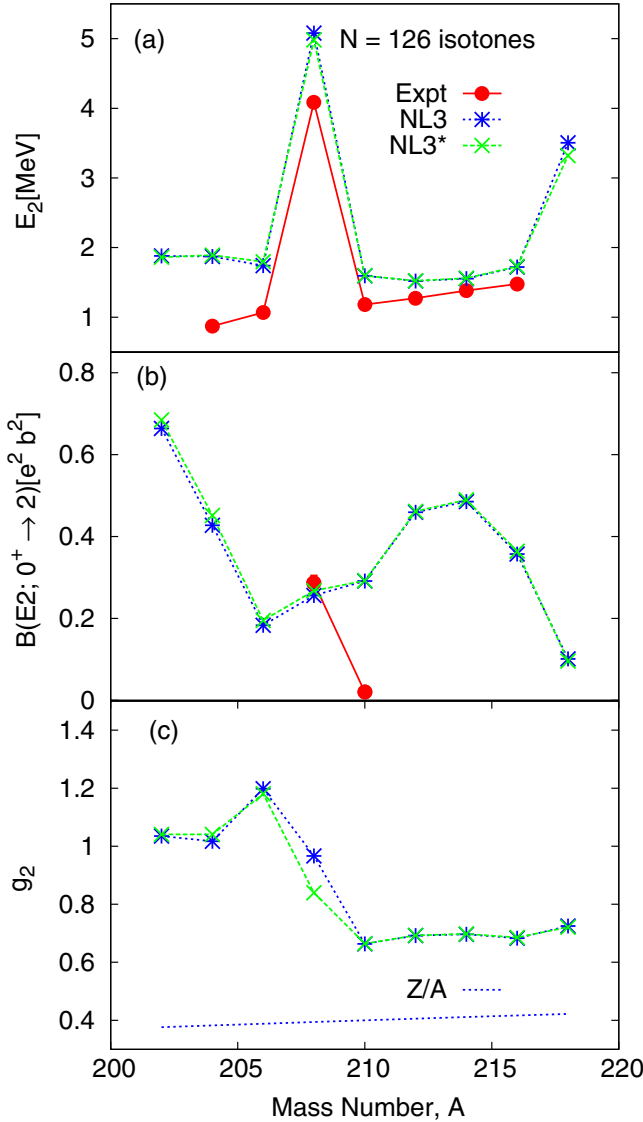 (a)
N = 126 isotones
Expt
NL3
NL3*
E₂[MeV]
5
4
3
2
1
(b)
B(E2; 0⁺ → 2)[e² b²]
0.8
0.6
0.4
0.2
0
(c)
g₂
1.4
1.2
1
0.8
0.6
0.4
Z/A
200
205
210
215
220
Mass Number, A